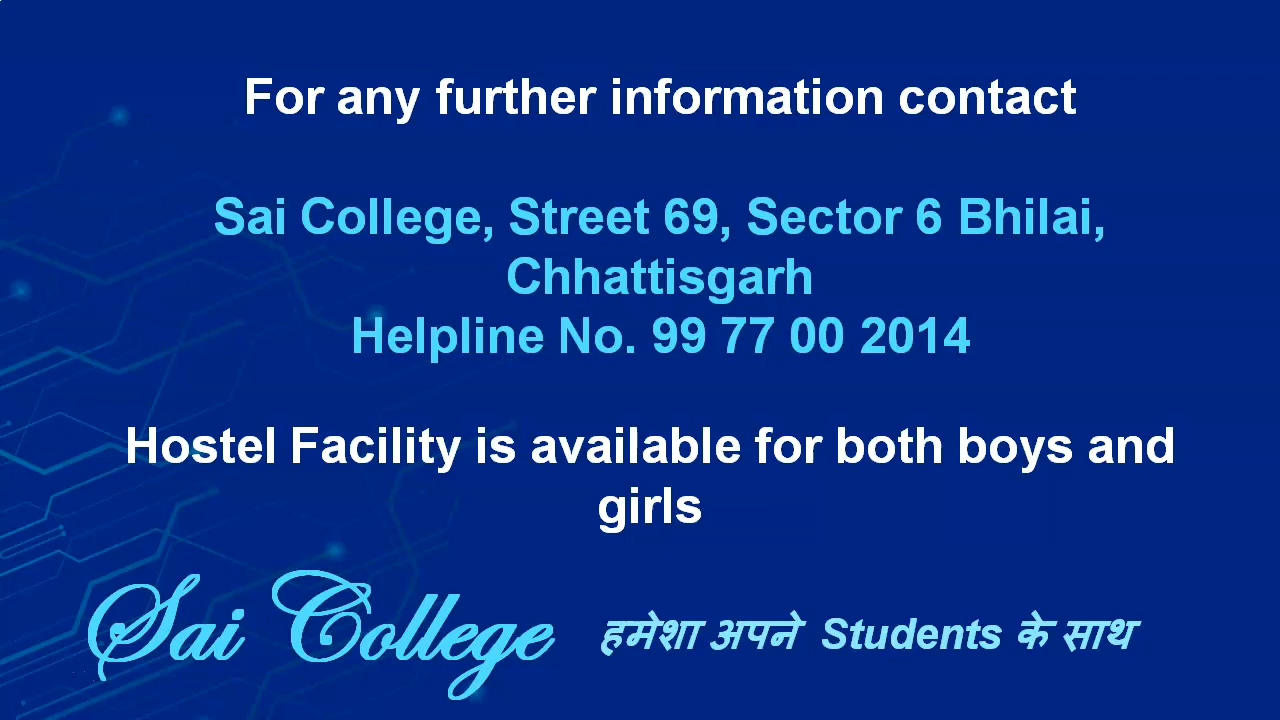 For any further information contact
Sai College, Street 69, Sector 6 Bhilai,
Chhattisgarh
Helpline No. 99 77 00 2014
Hostel Facility is available for both boys and
girls
Sai College हमेशा अपने Students के साथ